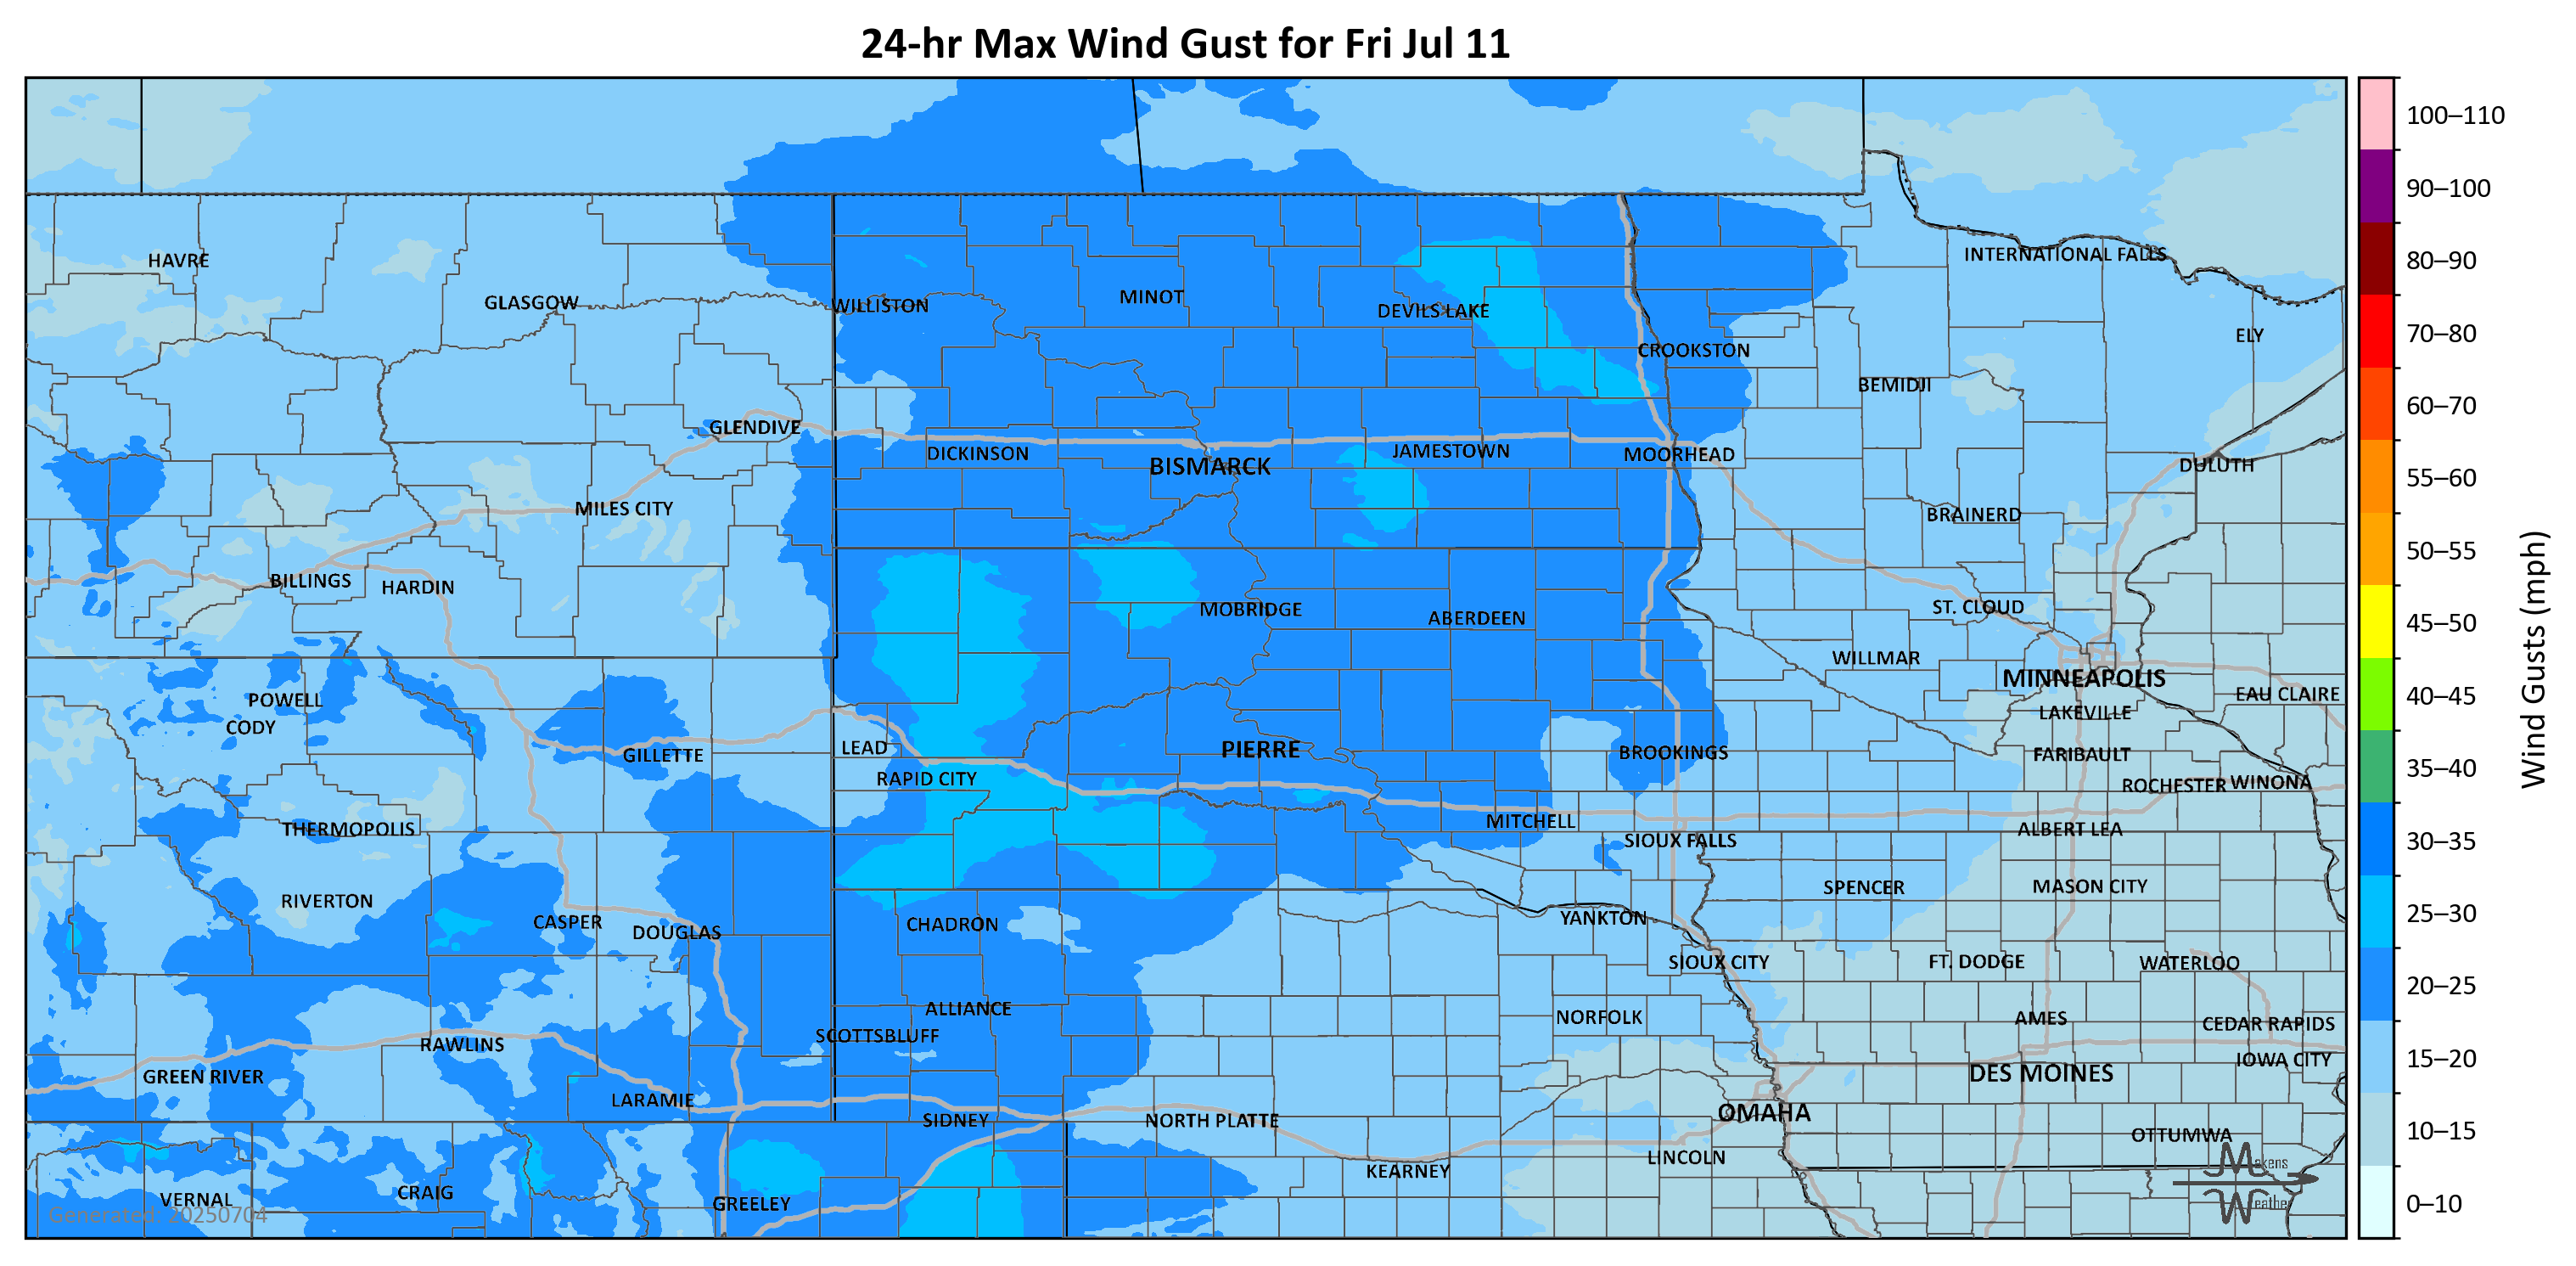 24-hr Max Wind Gust for Fri Jul 11
100–110
90–100
80–90
70–80
60–70
55–60
50–55
45–50
40–45
35–40
30–35
25–30
20–25
15–20
10–15
0–10
Wind Gusts (mph)
HAVRE
GLASGOW
WILLISTON
MINOT
DEVILS LAKE
CROOKSTON
INTERNATIONAL FALLS
ELY
BEMIDJI
GLENDIVE
DICKINSON
BISMARCK
JAMESTOWN
MOORHEAD
DULUTH
MILES CITY
BRAINERD
BILLINGS
HARDIN
MOBRIDGE
ABERDEEN
ST. CLOUD
WILLMAR
MINNEAPOLIS
EAU CLAIRE
POWELL
CODY
LAKEVILLE
GILLETTE
LEAD
PIERRE
BROOKINGS
FARIBAULT
RAPID CITY
ROCHESTER
WINONA
THERMOPOLIS
MITCHELL
SIOUX FALLS
ALBERT LEA
RIVERTON
SPENCER
MASON CITY
CASPER
DOUGLAS
CHADRON
YANKTON
SIOUX CITY
FT. DODGE
WATERLOO
ALLIANCE
NORFOLK
AMES
CEDAR RAPIDS
SCOTTSBLUFF
RAWLINS
IOWA CITY
GREEN RIVER
DES MOINES
LARAMIE
SIDNEY
NORTH PLATTE
OMAHA
OTTUMWA
LINCOLN
KEARNEY
VERNAL
CRAIG
GREELEY
Generated: 20250704
Makens
Weather